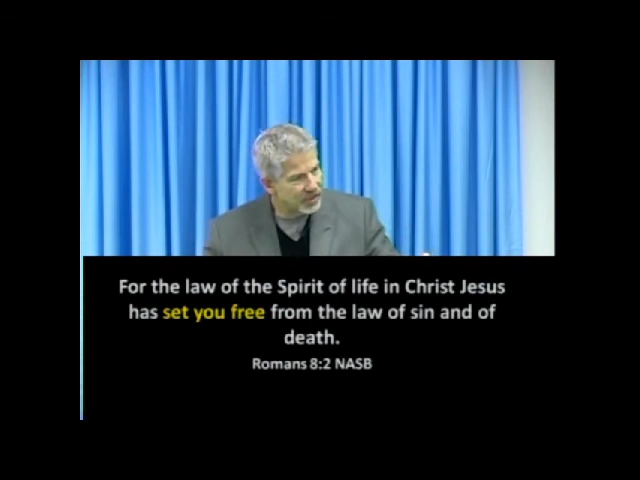 For the law of the Spirit of life in Christ Jesus
has set you free from the law of sin and of
death.
Romans 8:2 NASB